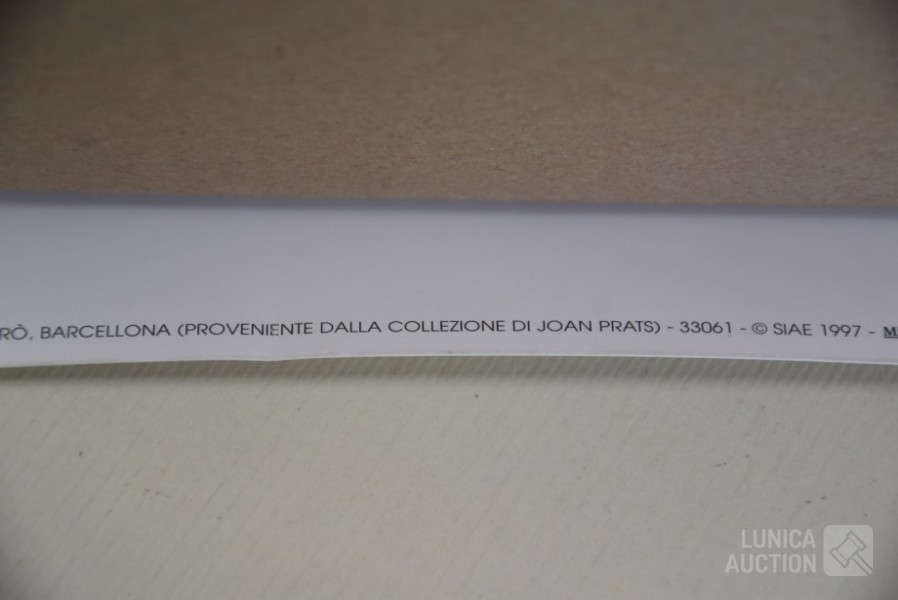 RÒ, BARCELLONA (PROVENIENTE DALLA COLLEZIONE DI JOAN PRATS) - 33061 - © SIAE 1997 - M
LUNICA
AUCTION